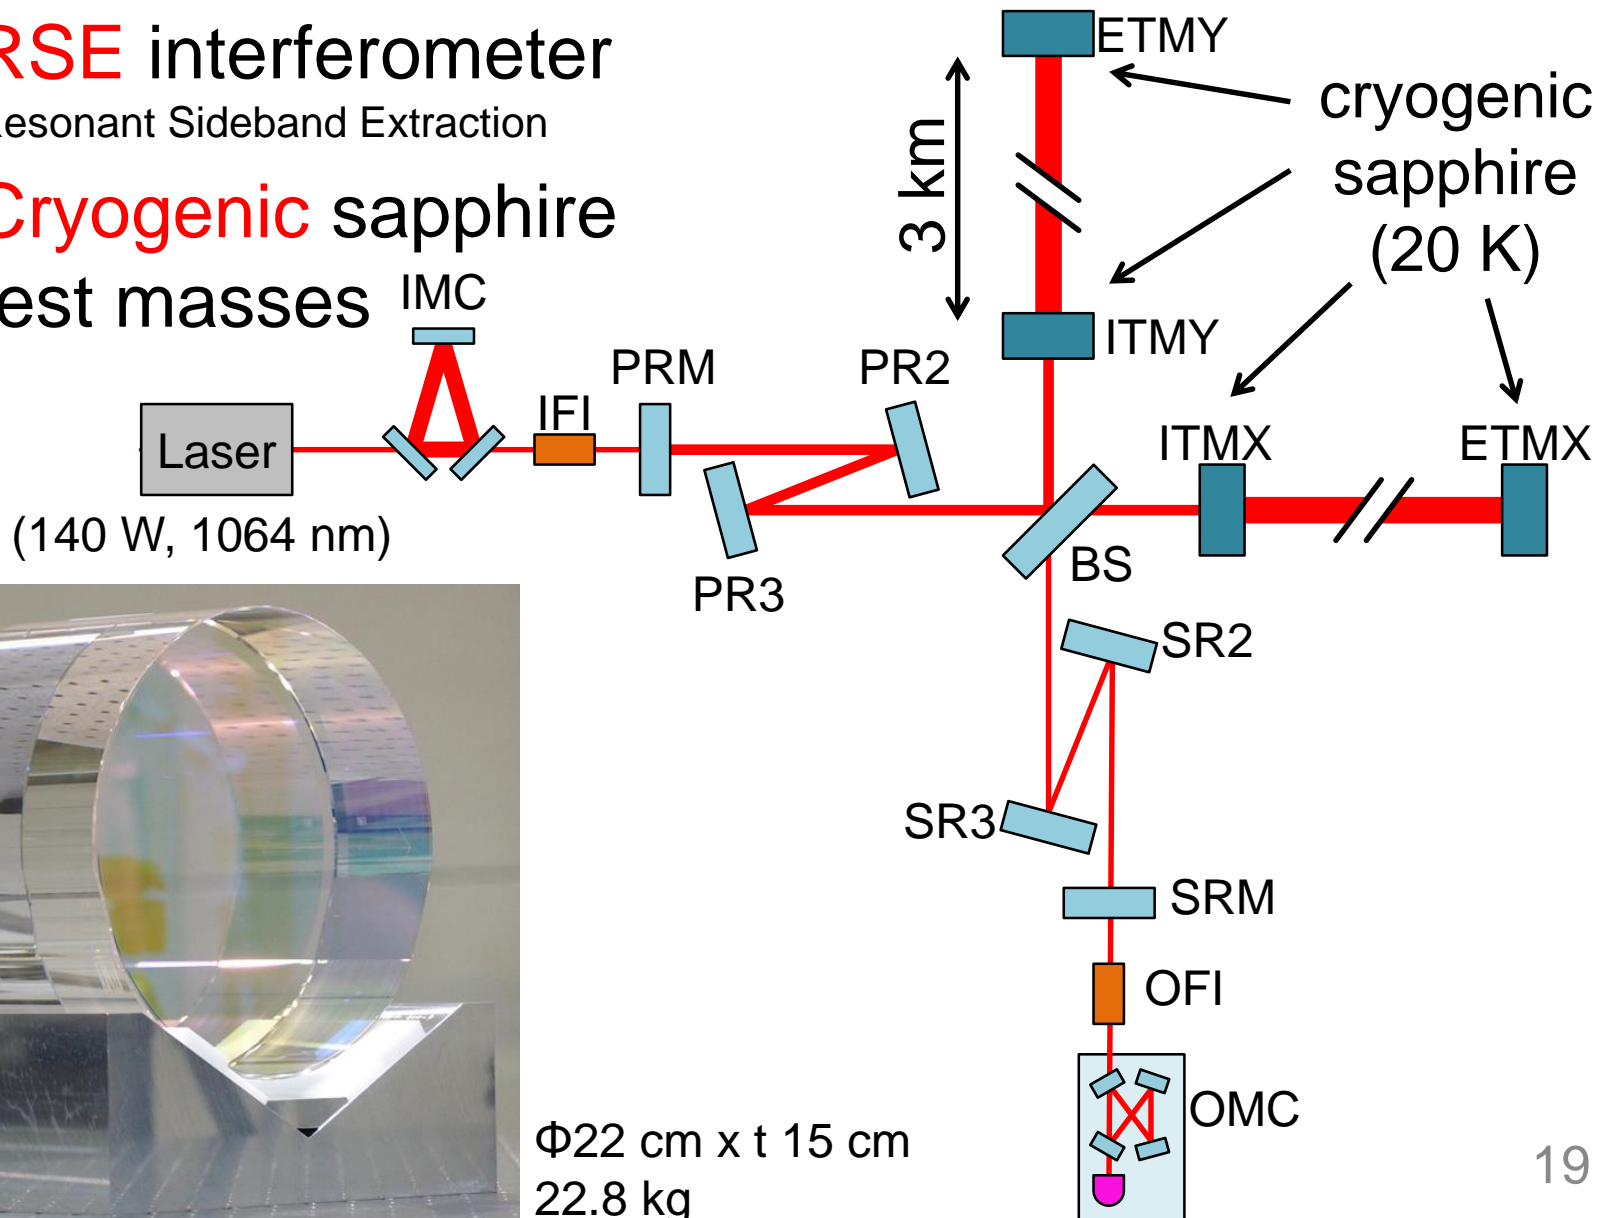 RSE interferometer
esonant Sideband Extraction
Cryogenic sapphire
est masses
IMC
ETMY
cryogenic
sapphire
(20 K)
3 km
ITMY
PRM
PR2
IFI
Laser
ITMX
ETMX
(140 W, 1064 nm)
PR3
BS
SR2
SR3
SRM
OFI
OMC
Φ22 cm x t 15 cm
22.8 kg
19